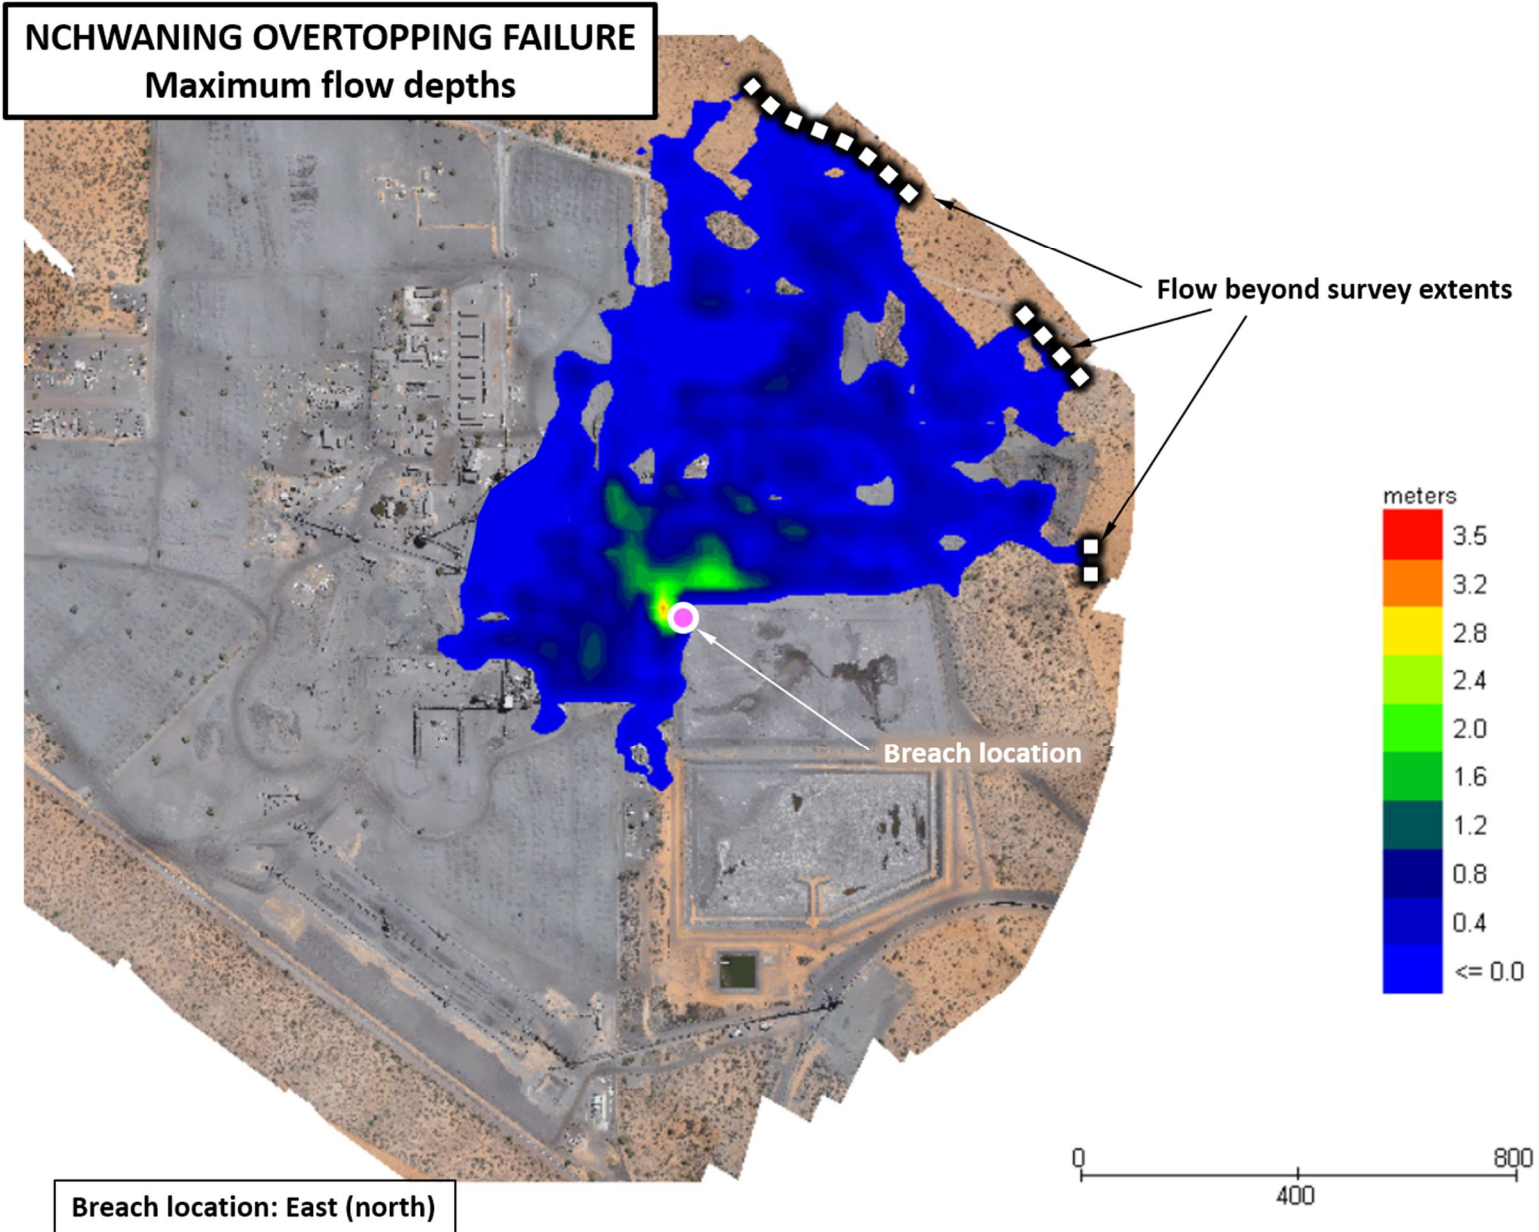 NCHWANING OVERTOPPING FAILURE
Maximum flow depths
Flow beyond survey extents
meters
3.5
3.2
2.8
2.4
2.0
1.6
1.2
0.8
0.4
<= 0.0
Breach location
0
400
800
Breach location: East (north)